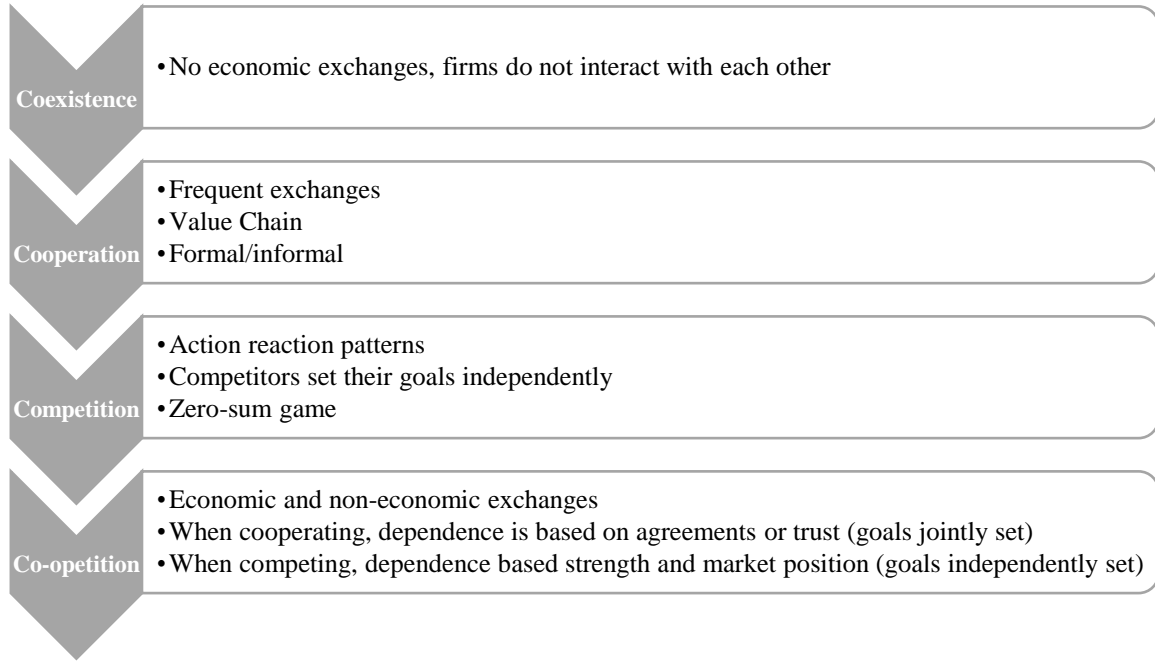 Coexistence
•No economic exchanges, firms do not interact with each other
Cooperation
•Frequent exchanges
•Value Chain
•Formal/informal
Competition
•Action reaction patterns
•Competitors set their goals independently
•Zero-sum game
Co-opetition
•Economic and non-economic exchanges
•When cooperating, dependence is based on agreements or trust (goals jointly set)
•When competing, dependence based strength and market position (goals independently set)